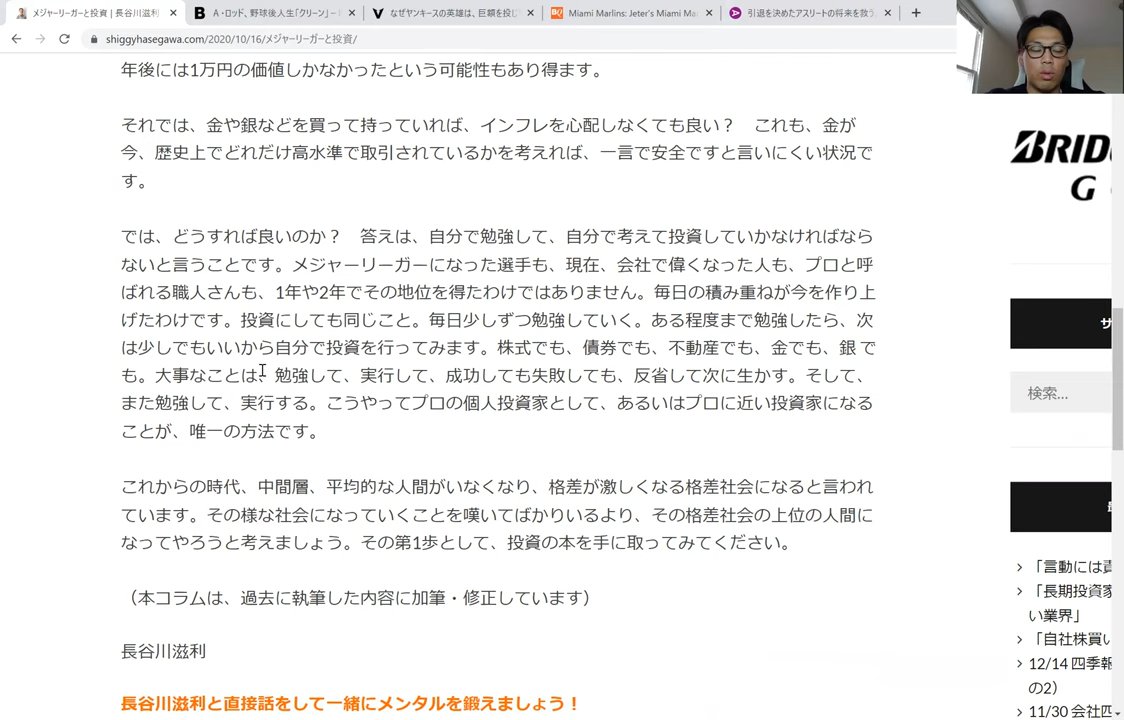 メジャーリーガーと投資 | 長谷川滋利
A・ロッド、野球後人生「クリーン」－
なぜヤンキースの英雄は、巨額を投じ
Miami Marlins: Jeter's Miami Ma
引退を決めたアスリートの将来を救う
shiggyhasegawa.com/2020/10/16/メジャーリーガーと投資/
年後には1万円の価値しかなかったという可能性もあり得ます。
それでは、金や銀などを買って持っていれば、インフレを心配しなくても良い？　これも、金が
今、歴史上でどれだけ高水準で取引されているかを考えれば、一言で安全ですと言いにくい状況で
す。
では、どうすれば良いのか？　答えは、自分で勉強して、自分で考えて投資していかなければなら
ないと言うことです。メジャーリーガーになった選手も、現在、会社で偉くなった人も、プロと呼
ばれる職人さんも、1年や2年でその地位を得たわけではありません。毎日の積み重ねが今を作り上
げたわけです。投資にしても同じこと。毎日少しずつ勉強していく。ある程度まで勉強したら、次
は少しでもいいから自分で投資を行ってみます。株式でも、債券でも、不動産でも、金でも、銀 で
も。大事なことは、勉強して、実行して、成功しても失敗しても、反省して次に生かす。そして、
また勉強して、実行する。こうやってプロの個人投資家として、あるいはプロに近い投資家になる
ことが、唯一の方法です。
これからの時代、中間層、平均的な人間がいなくなり、格差が激しくなる格差社会になると言われ
ています。その様な社会になっていくことを嘆いてばかりいるより、その格差社会の上位の人間に
なってやろうと考えましょう。その第1歩として、投資の本を手に取ってみてください。
（本コラムは、過去に執筆した内容に加筆・修正しています）
長谷川滋利
長谷川滋利と直接話をして一緒にメンタルを鍛えましょう！
BRID
G
サ
検索...
「言動には責
「長期投資家
い業界」
「自社株買い
12/14 四季報
の2）
11/30 会社四